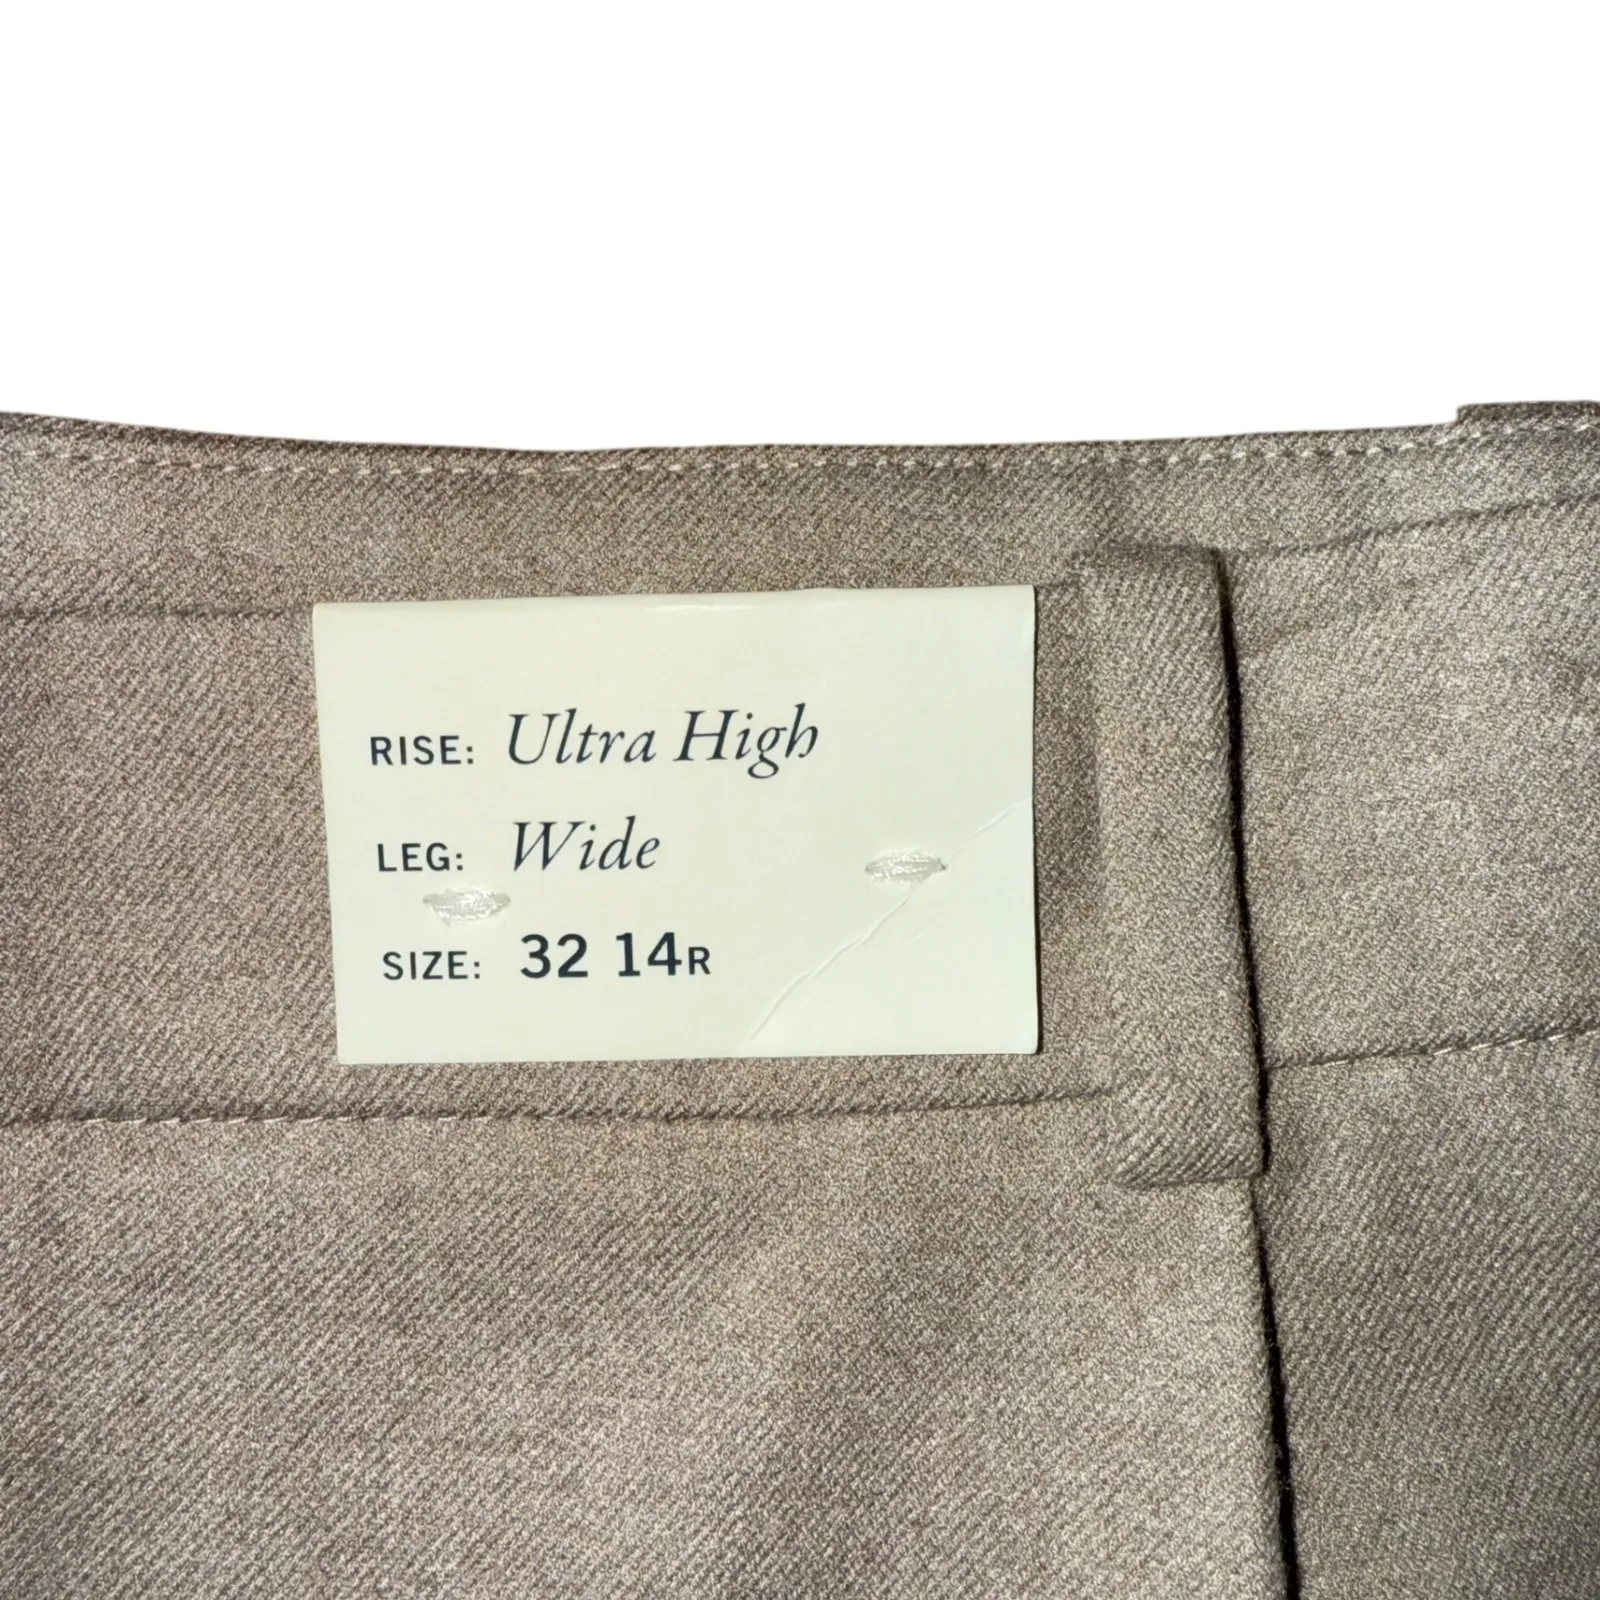 RISE: Ultra High
LEG: Wide
SIZE: 32 14R